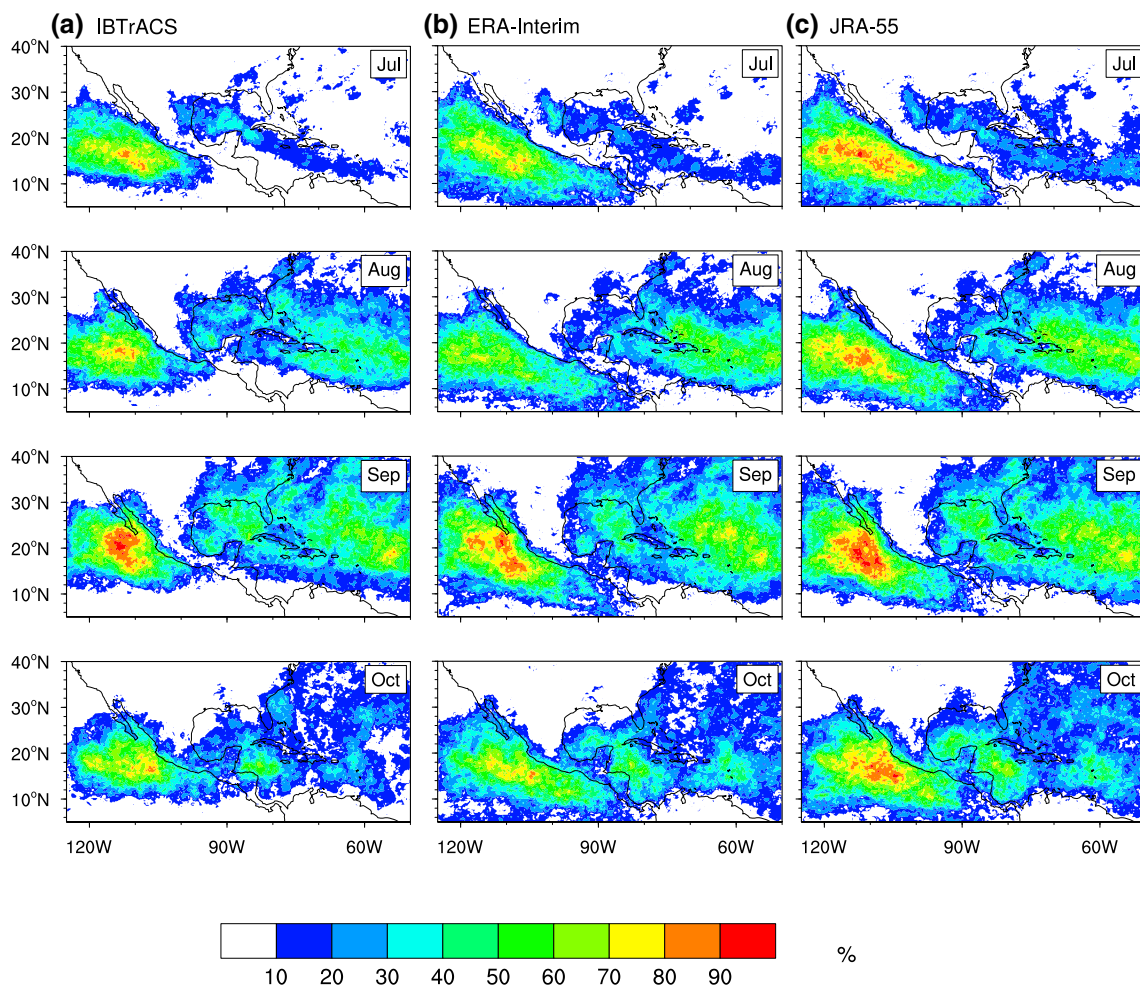 (a) IBTrACS (b) ERA-Interim (c) JRA-55
40°N Jul Jul Jul
30°N
20°N
10°N
40°N Aug Aug Aug
30°N
20°N
10°N
40°N Sep Sep Sep
30°N
20°N
10°N
40°N Oct Oct Oct
30°N
20°N
10°N
120W 90W 60W 120W 90W 60W 120W 90W 60W
%
10 20 30 40 50 60 70 80 90